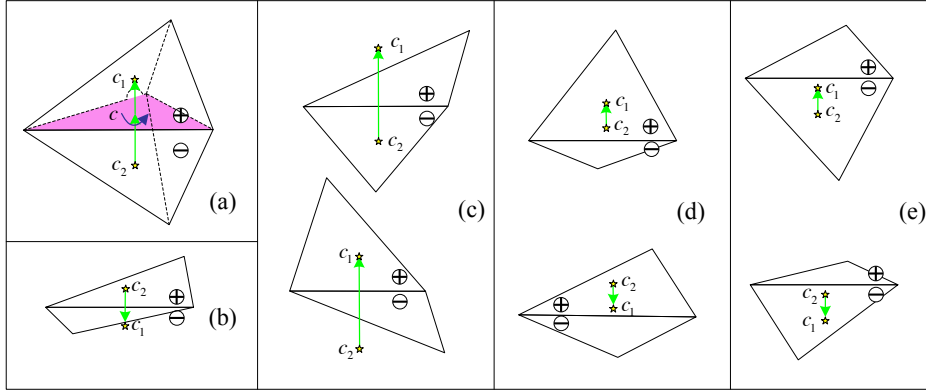 c₁
⊕
c
⊖
c₂
(a)
c₂
⊕
c₁
⊖
(b)
c₁
⊕
⊖
c₂
(c)
c₁
⊕
⊖
c₂
c₁
c₂
⊕
⊖
(d)
c₂
⊕
c₁
⊖
⊕
c₁
⊖
c₂
(e)
⊕
c₂
⊖
c₁